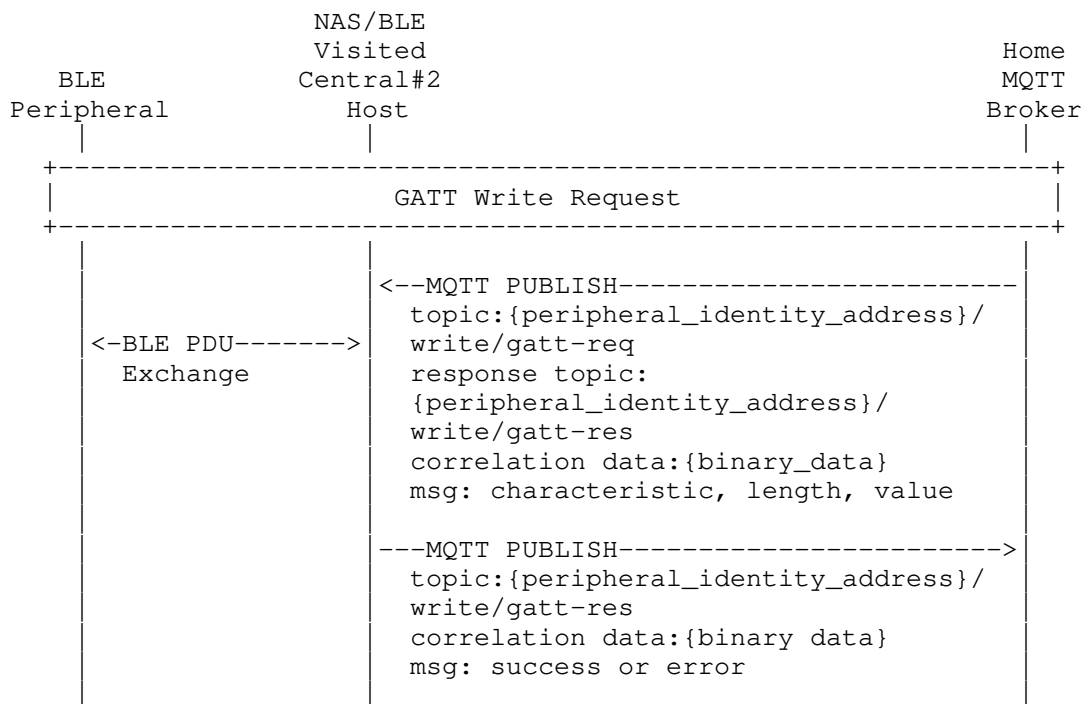 NAS/BLE
Visited Home
BLE Central#2 MQTT
Peripheral Host Broker
GATT Write Request
<--MQTT PUBLISH-------------------------
topic:{peripheral_identity_address}/
<-BLE PDU-------> write/gatt-req
Exchange response topic:
{peripheral_identity_address}/
write/gatt-res
correlation data:{binary_data}
msg: characteristic, length, value
---MQTT PUBLISH------------------------>
topic:{peripheral_identity_address}/
write/gatt-res
correlation data:{binary data}
msg: success or error